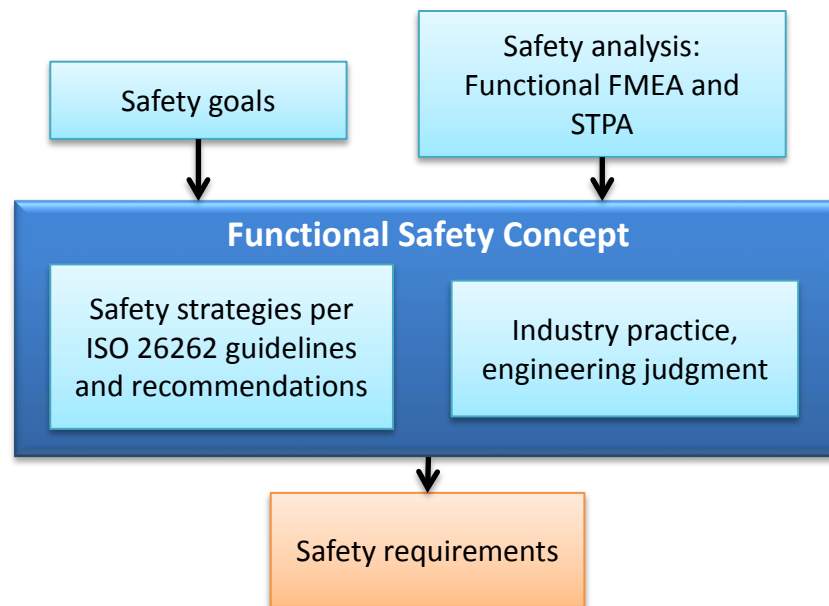 Safety goals
Safety analysis:
Functional FMEA and
STPA
Functional Safety Concept
Safety strategies per
ISO 26262 guidelines
and recommendations
Industry practice,
engineering judgment
Safety requirements